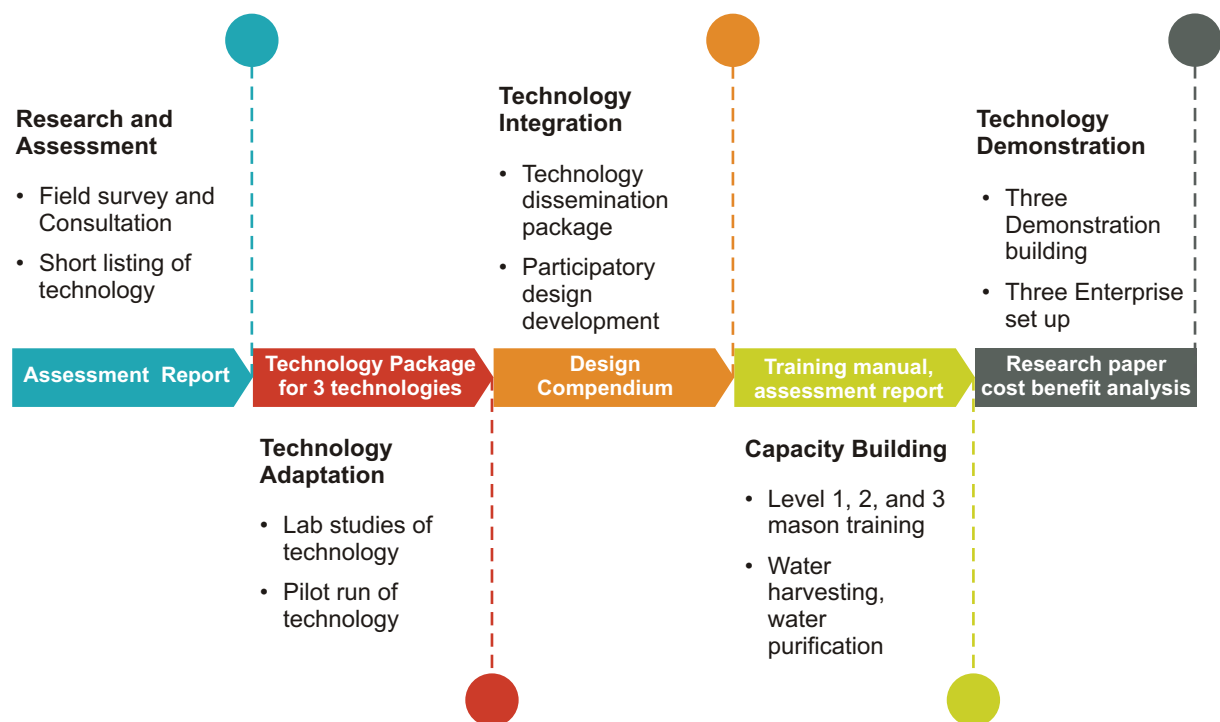 Research and
Assessment
• Field survey and
Consultation
• Short listing of
technology
Assessment Report
Technology Package
for 3 technologies
Technology
Adaptation
• Lab studies of
technology
• Pilot run of
technology
Technology
Integration
• Technology
dissemination
package
• Participatory
design
development
Design
Compendium
Training manual,
assessment report
Capacity Building
• Level 1, 2, and 3
mason training
• Water
harvesting,
water
purification
Technology
Demonstration
• Three
Demonstration
building
• Three Enterprise
set up
Research paper
cost benefit analysis